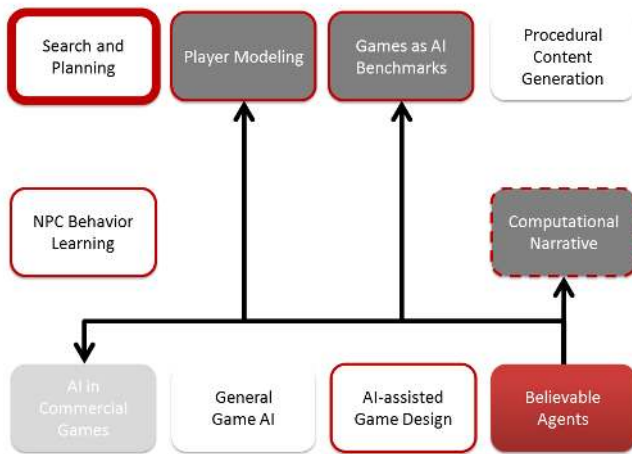 Search and
Planning
Player Modeling
Games as AI
Benchmarks
Procedural
Content
Generation
NPC Behavior
Learning
Computational
Narrative
AI in
Commercial
Games
General
Game AI
AI-assisted
Game Design
Believable
Agents